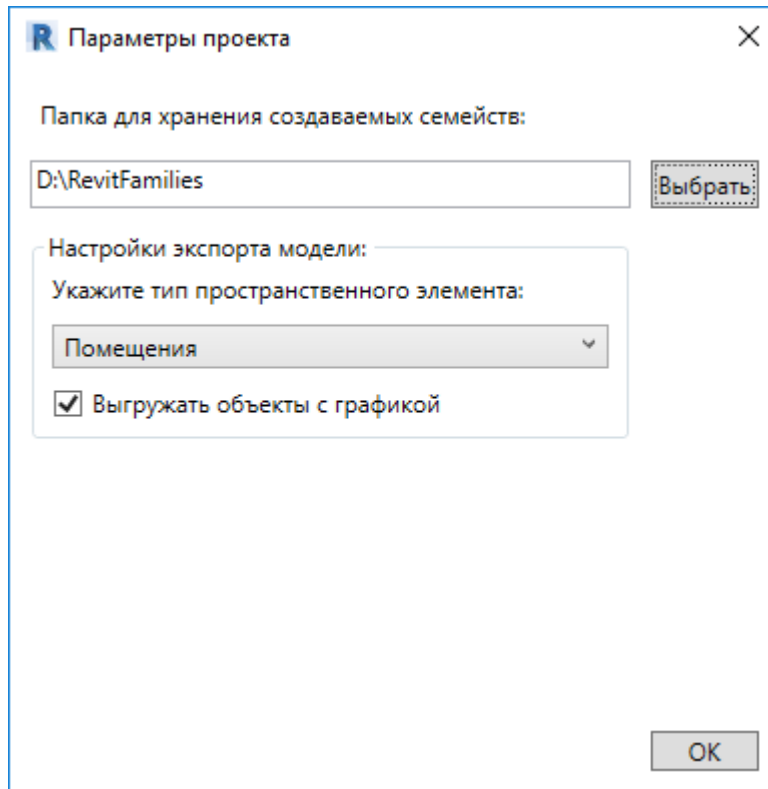 Параметры проекта
Папка для хранения создаваемых семейств:
D:\RevitFamilies
Выбрать
Настройки экспорта модели:
Укажите тип пространственного элемента:
Помещения
Выгружать объекты с графикой
ОК